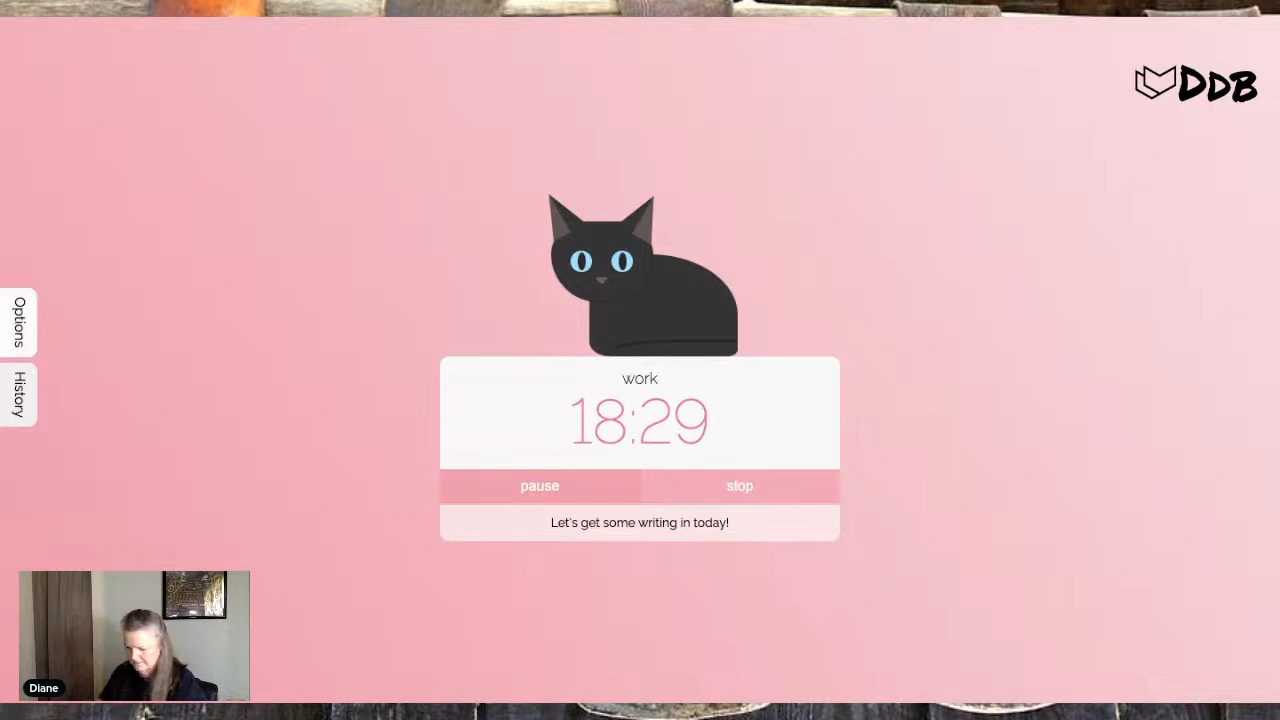 DDB
Options
History
work
18:29
pause
stop
Let's get some writing in today!
Diane